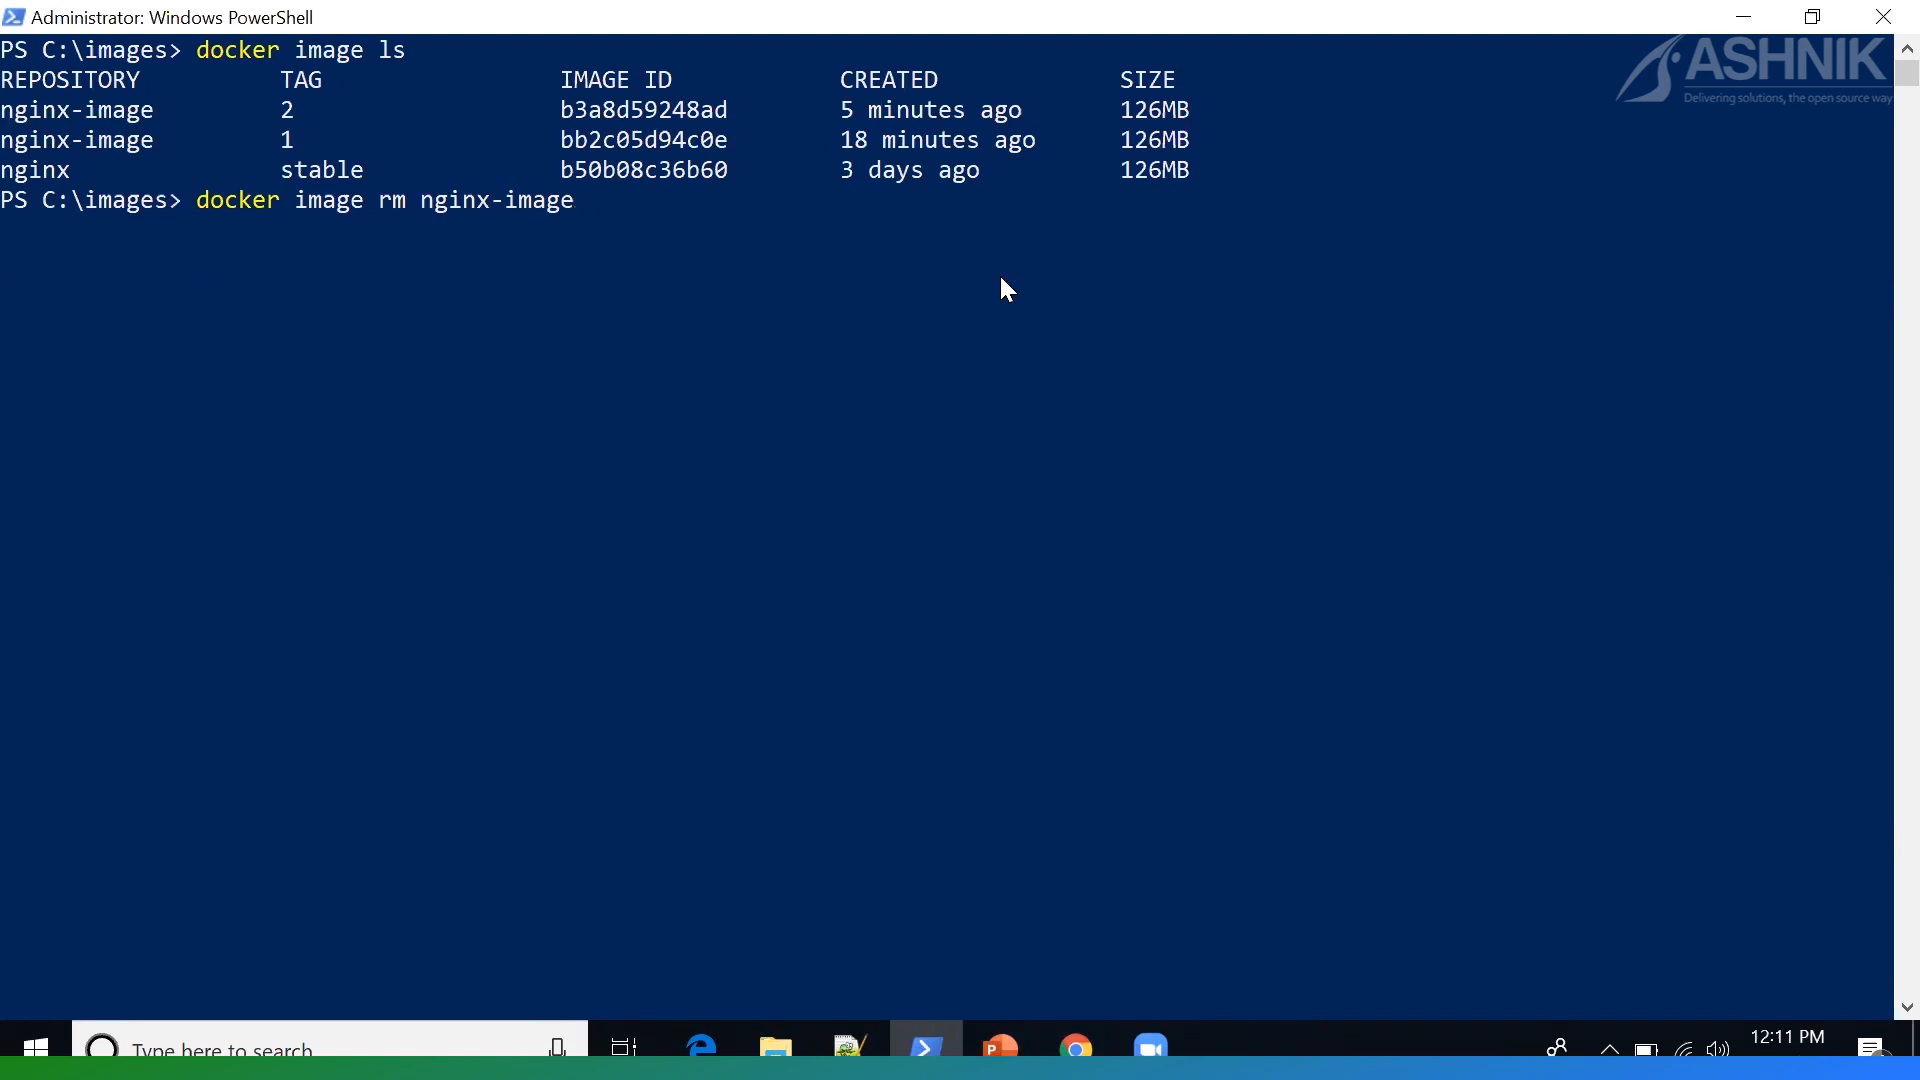 Administrator: Windows PowerShell
PS C:\images> docker image ls
REPOSITORY TAG IMAGE ID CREATED SIZE
nginx-image 2 b3a8d59248ad 5 minutes ago 126MB
nginx-image 1 bb2c05d94c0e 18 minutes ago 126MB
nginx stable b50b08c36b60 3 days ago 126MB
PS C:\images> docker image rm nginx-image
ASHNIK
Delivering solutions, the open source way
Type here to search
12:11 PM